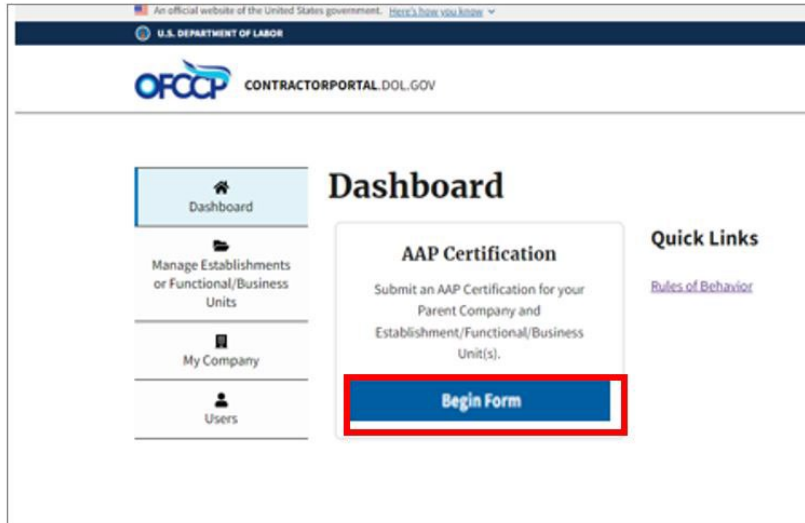 An official website of the United States government. Here's how you know
U.S. DEPARTMENT OF LABOR
OFCCP CONTRACTORPORTAL.DOL.GOV
Dashboard
Manage Establishments
or Functional/Business
Units
My Company
Users
Dashboard
AAP Certification
Submit an AAP Certification for your
Parent Company and
Establishment/Functional/Business
Unit(s).
Begin Form
Quick Links
Rules of Behavior